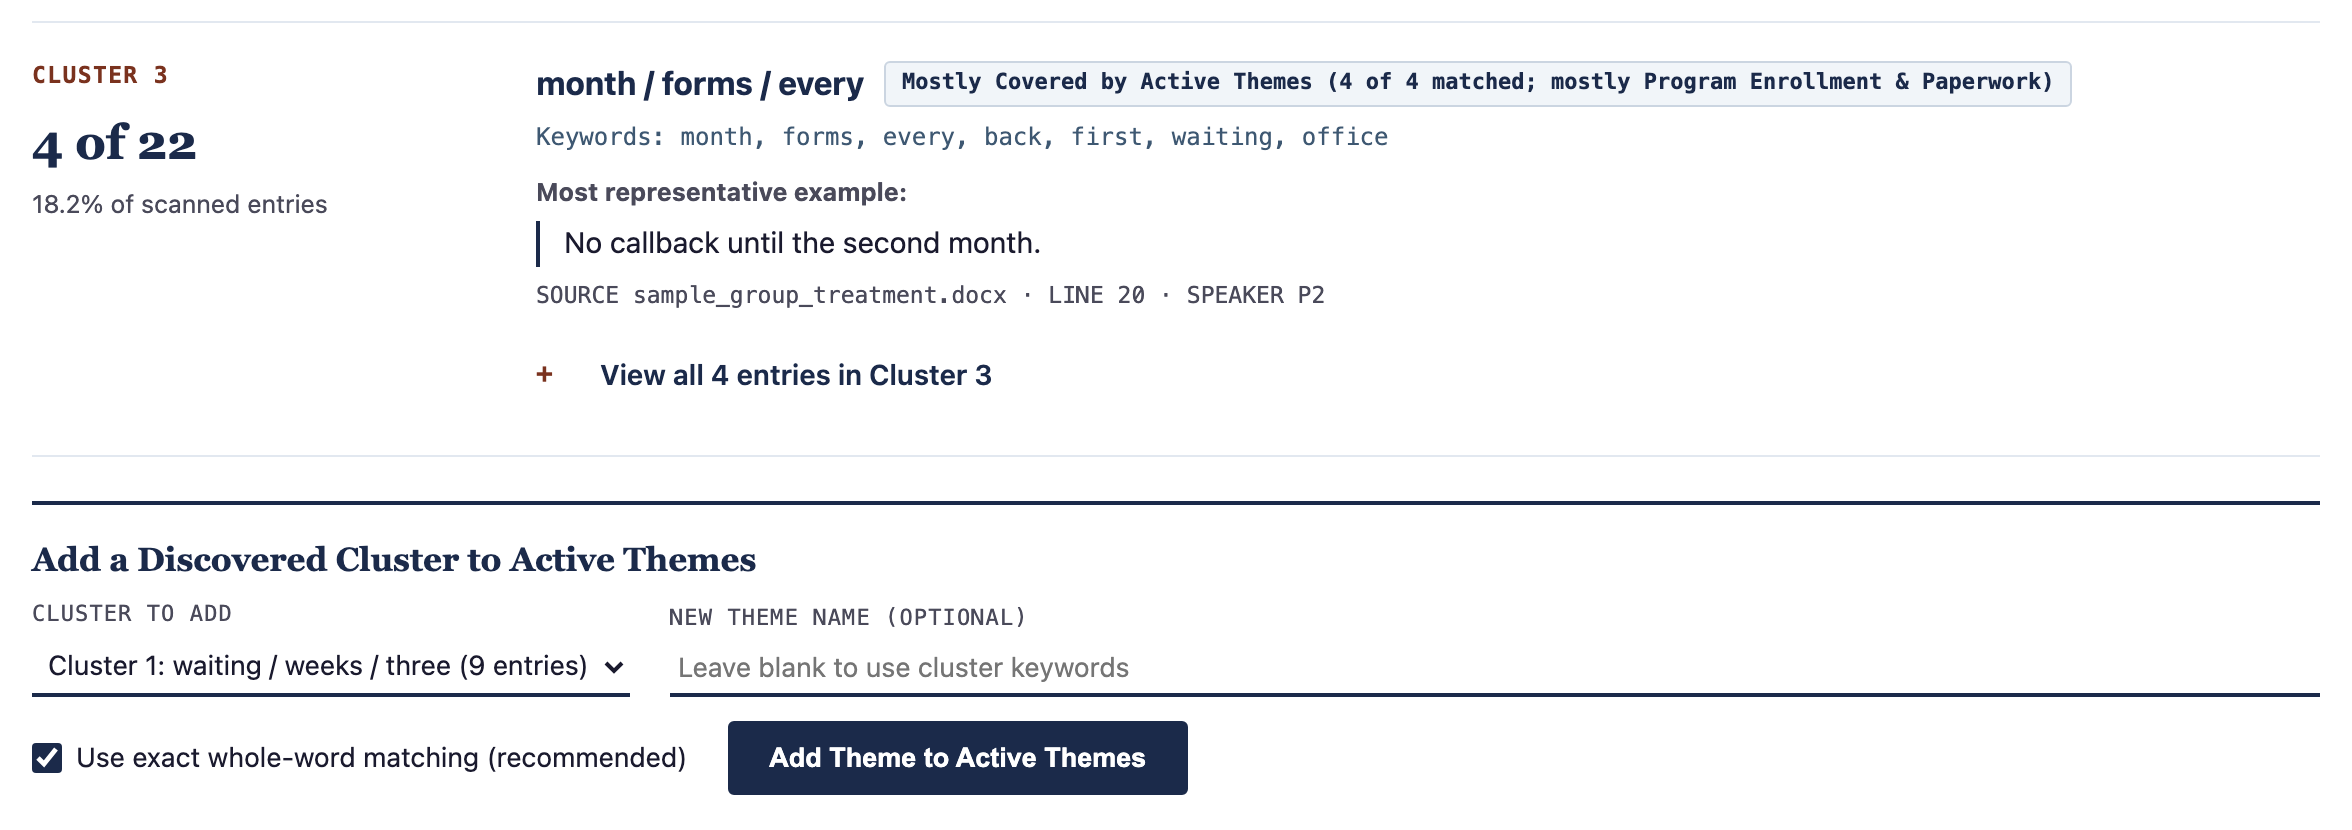 CLUSTER 3
4 of 22
18.2% of scanned entries
month / forms / every
Mostly Covered by Active Themes (4 of 4 matched; mostly Program Enrollment & Paperwork)
Keywords: month, forms, every, back, first, waiting, office
Most representative example:
No callback until the second month.
SOURCE sample_group_treatment.docx · LINE 20 · SPEAKER P2
+ View all 4 entries in Cluster 3
Add a Discovered Cluster to Active Themes
CLUSTER TO ADD
Cluster 1: waiting / weeks / three (9 entries)
NEW THEME NAME (OPTIONAL)
Leave blank to use cluster keywords
Use exact whole-word matching (recommended)
Add Theme to Active Themes